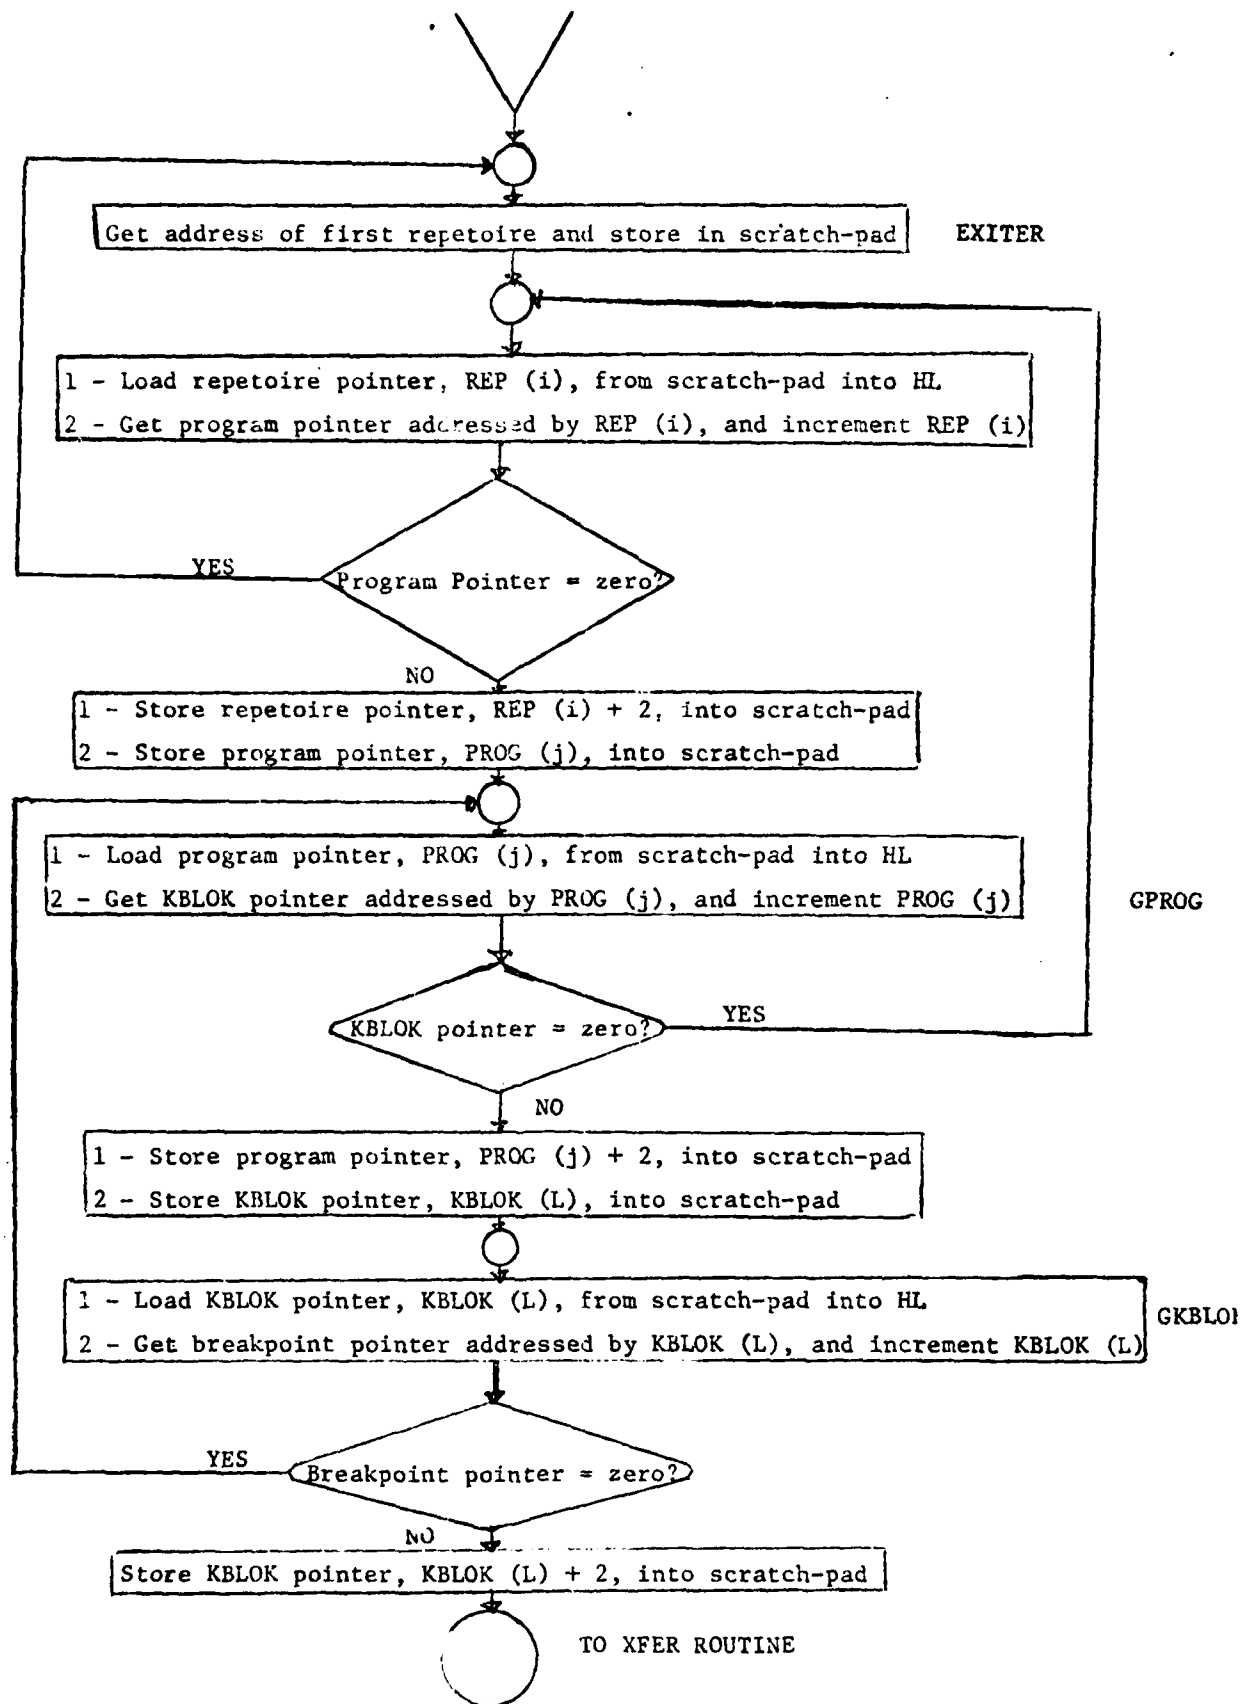 Get address of first repetoire and store in scratch-pad
EXITER
1 - Load repetoire pointer, REP (i), from scratch-pad into HL
2 - Get program pointer addressed by REP (i), and increment REP (i)
YES
Program Pointer = zero?
NO
1 - Store repetoire pointer, REP (i) + 2, into scratch-pad
2 - Store program pointer, PROG (j), into scratch-pad
1 - Load program pointer, PROG (j), from scratch-pad into HL
2 - Get KBLOK pointer addressed by PROG (j), and increment PROG (j)
GPROG
KBLOK pointer = zero?
YES
NO
1 - Store program pointer, PROG (j) + 2, into scratch-pad
2 - Store KBLOK pointer, KBLOK (L), into scratch-pad
1 - Load KBLOK pointer, KBLOK (L), from scratch-pad into HL
GKBLO
2 - Get breakpoint pointer addressed by KBLOK (L), and increment KBLOK (L)
YES
Breakpoint pointer = zero?
NO
Store KBLOK pointer, KBLOK (L) + 2, into scratch-pad
TO XFER ROUTINE